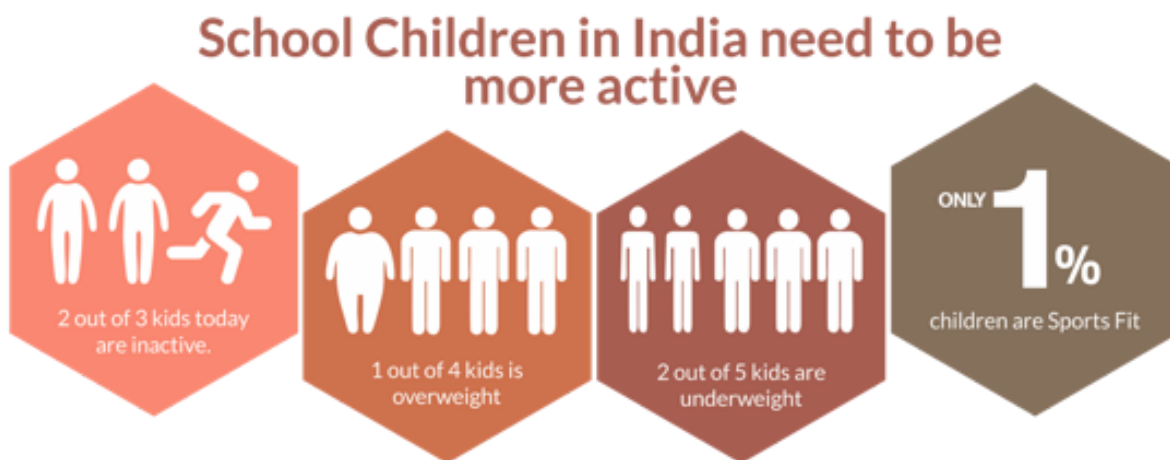 School Children in India need to be
more active
2 out of 3 kids today
are inactive.
1 out of 4 kids is
overweight
2 out of 5 kids are
underweight
ONLY 1%
children are Sports Fit